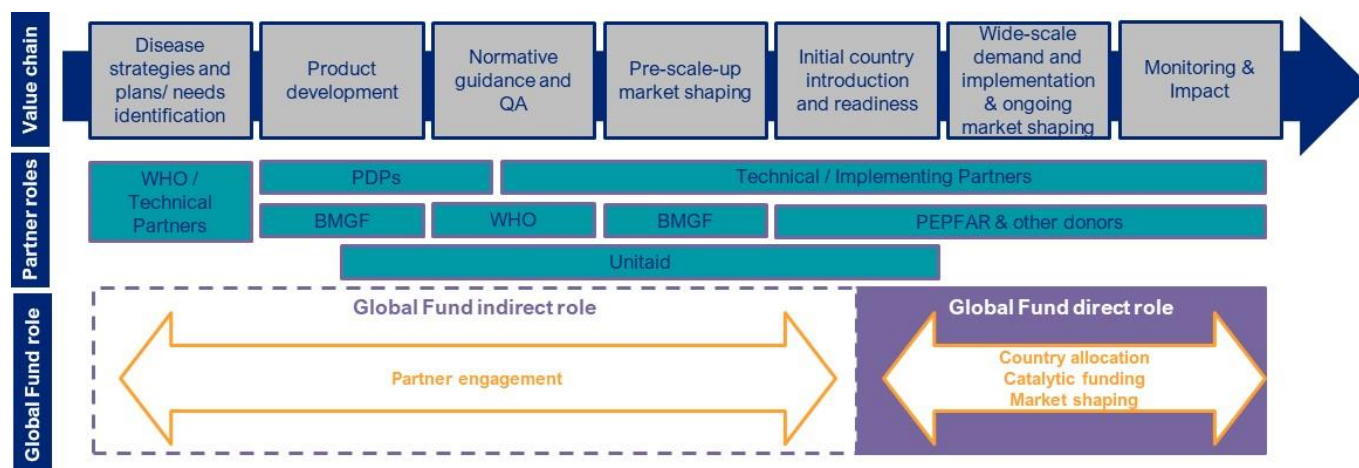 Value chain
Disease
strategies and
plans/ needs
identification
Product
development
Normative
guidance and
QA
Pre-scale-up
market shaping
Initial country
introduction
and readiness
Wide-scale
demand and
implementation
& ongoing
market shaping
Monitoring &
Impact
Partner roles
WHO /
Technical
Partners
PDPs
Technical / Implementing Partners
BMGF
WHO
BMGF
PEPFAR & other donors
Unitaid
Global Fund role
Global Fund indirect role
Partner engagement
Global Fund direct role
Country allocation
Catalytic funding
Market shaping